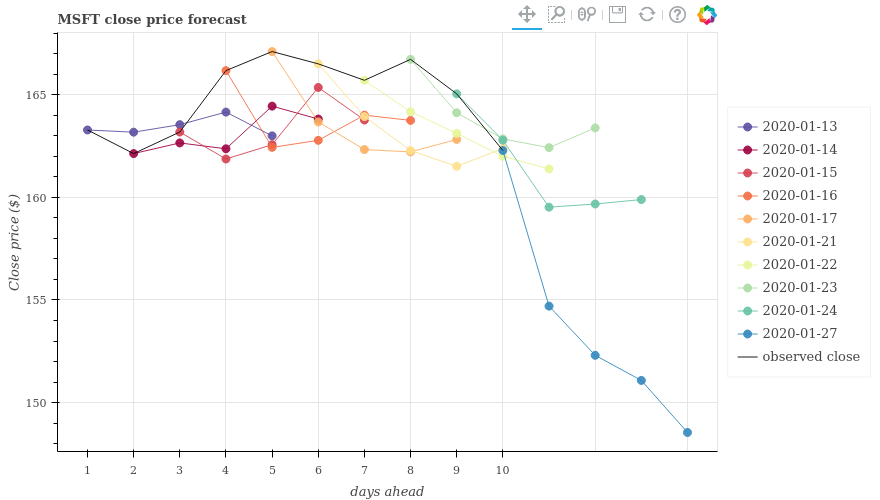 MSFT close price forecast
Close price ($)
165
160
155
150
1 2 3 4 5 6 7 8 9 10
days ahead
2020-01-13
2020-01-14
2020-01-15
2020-01-16
2020-01-17
2020-01-21
2020-01-22
2020-01-23
2020-01-24
2020-01-27
observed close